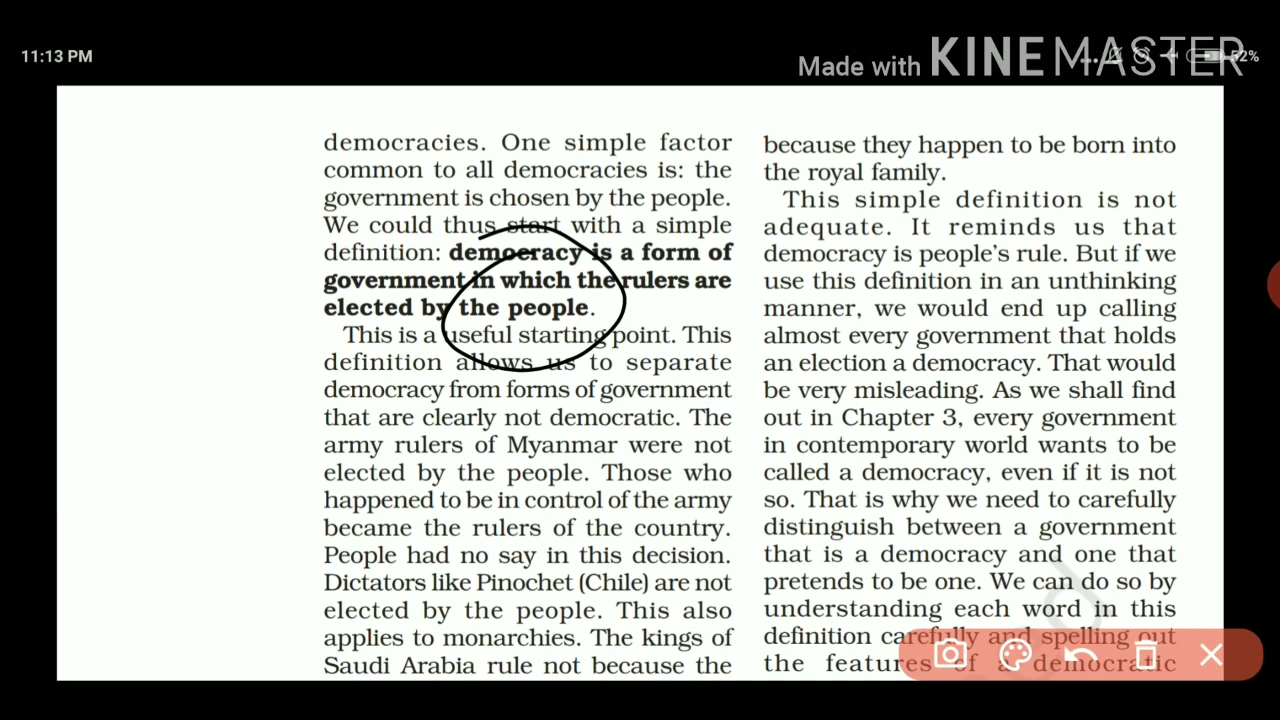 11:13 PM
Made with KINEMASTER
52%
democracies. One simple factor
common to all democracies is: the
government is chosen by the people.
We could thus start with a simple
definition: democracy is a form of
government in which the rulers are
elected by the people.
This is a useful starting point. This
definition allows us to separate
democracy from forms of government
that are clearly not democratic. The
army rulers of Myanmar were not
elected by the people. Those who
happened to be in control of the army
became the rulers of the country.
People had no say in this decision.
Dictators like Pinochet (Chile) are not
elected by the people. This also
applies to monarchies. The kings of
Saudi Arabia rule not because the
because they happen to be born into
the royal family.
This simple definition is not
adequate. It reminds us that
democracy is people's rule. But if we
use this definition in an unthinking
manner, we would end up calling
almost every government that holds
an election a democracy. That would
be very misleading. As we shall find
out in Chapter 3, every government
in contemporary world wants to be
called a democracy, even if it is not
so. That is why we need to carefully
distinguish between a government
that is a democracy and one that
pretends to be one. We can do so by
understanding each word in this
definition carefully and spelling out
the features of a democratic